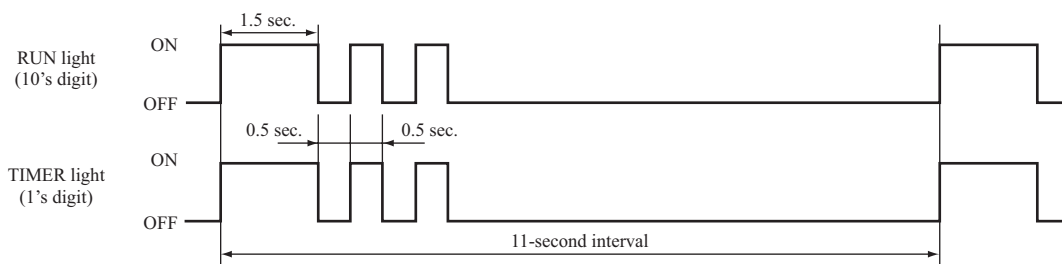 1.5 sec.
RUN light
(10’s digit)
ON
OFF
0.5 sec.
0.5 sec.
TIMER light
(1’s digit)
ON
OFF
11-second interval